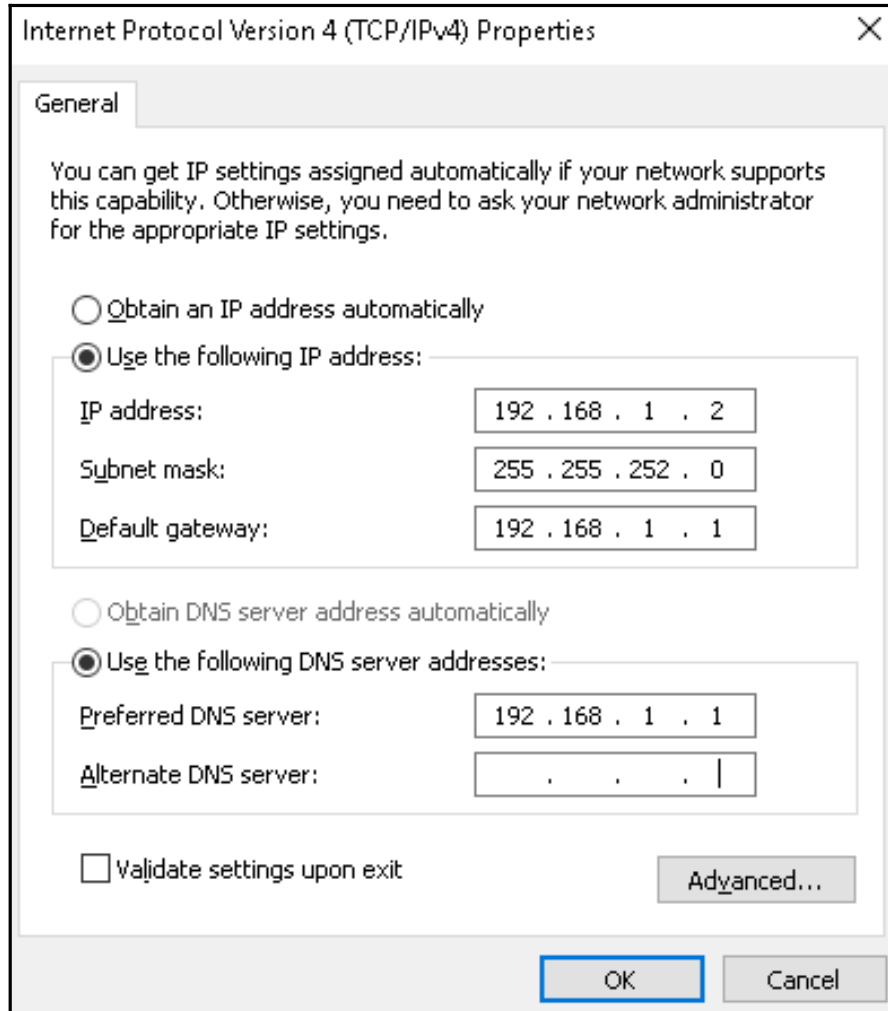 Internet Protocol Version 4 (TCP/IPv4) Properties
General
You can get IP settings assigned automatically if your network supports
this capability. Otherwise, you need to ask your network administrator
for the appropriate IP settings.
Obtain an IP address automatically
Use the following IP address:
IP address: 192 . 168 . 1 . 2
Subnet mask: 255 . 255 . 252 . 0
Default gateway: 192 . 168 . 1 . 1
Obtain DNS server address automatically
Use the following DNS server addresses:
Preferred DNS server: 192 . 168 . 1 . 1
Alternate DNS server: . . .
Validate settings upon exit
Advanced...
OK Cancel